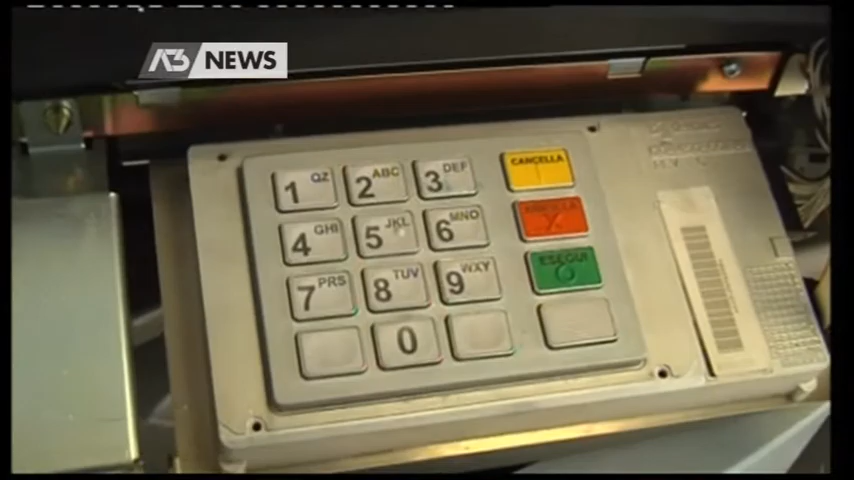 A3 NEWS
1 QZ
2 ABC
3 DEF
CANCELLA
4 GHI
5 JKL
6 MNO
ANNULLA
7 PRS
8 TUV
9 WXY
ESEGUI
0